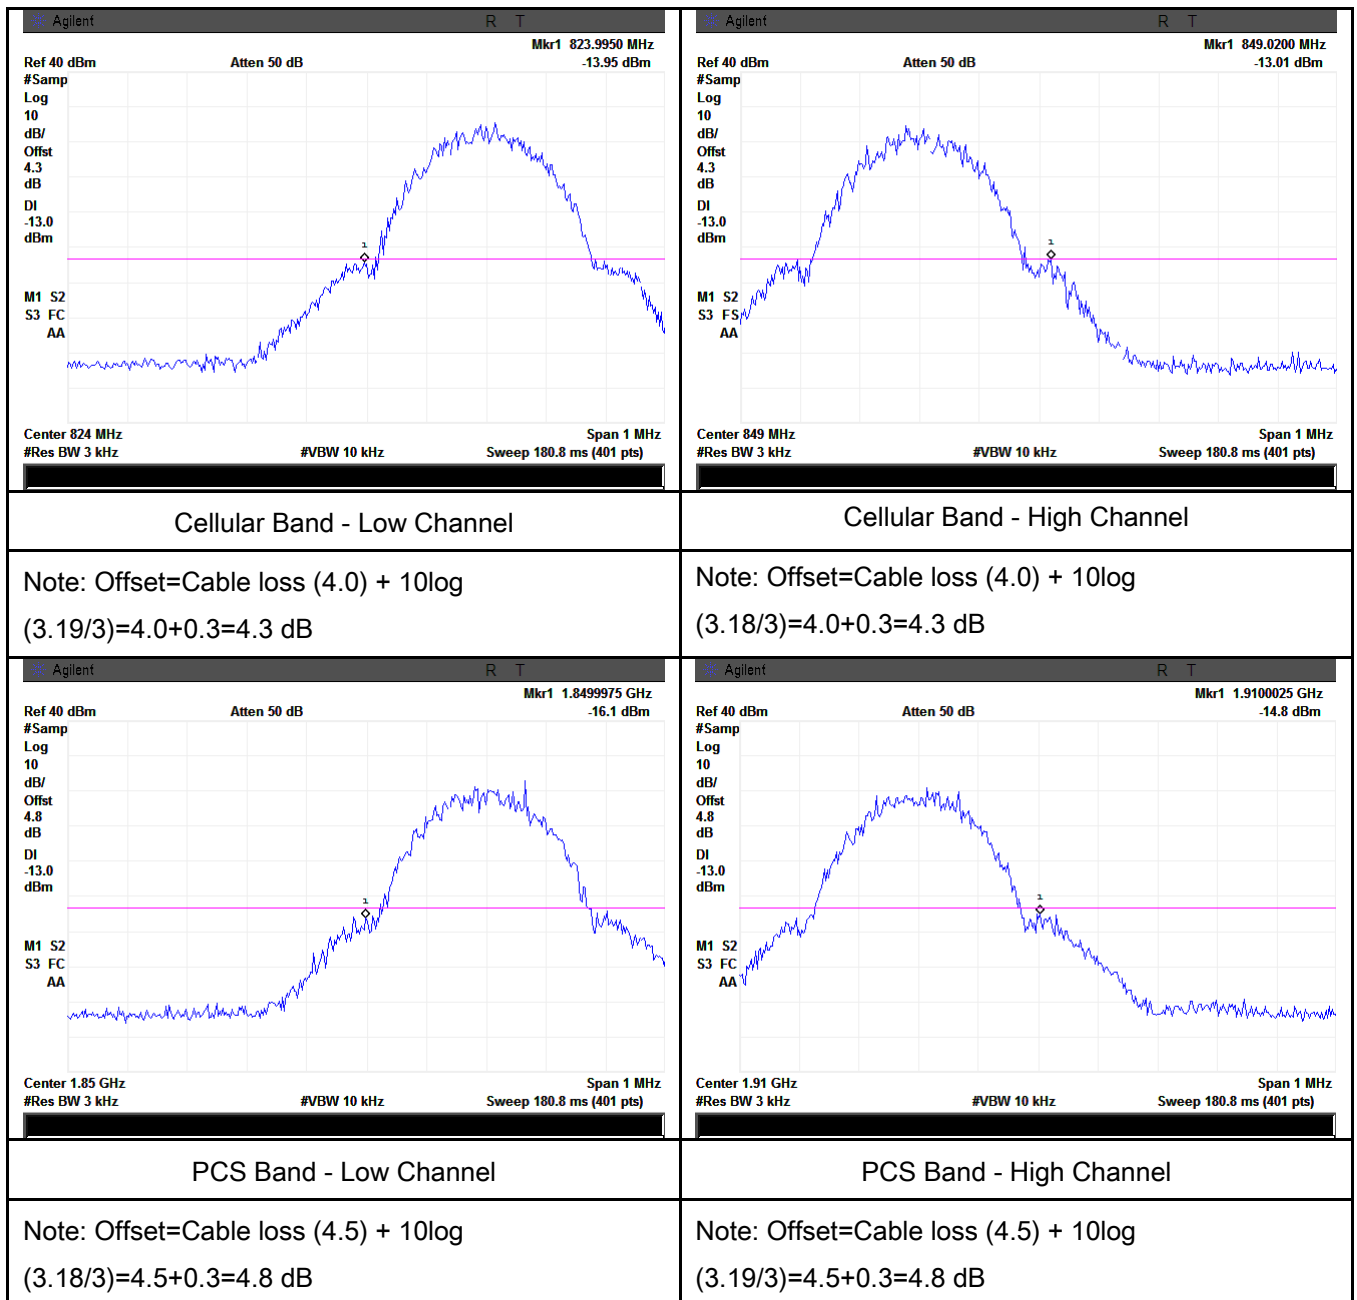 Agilent R T
Mkr1 823.9950 MHz
Ref 40 dBm Atten 50 dB -13.95 dBm
#Samp
Log
10
dB/
Offst
4.3
dB
DI
-13.0
dBm
1
M1 S2
S3 FC
AA
Center 824 MHz Span 1 MHz
#Res BW 3 kHz #VBW 10 kHz Sweep 180.8 ms (401 pts)
Cellular Band - Low Channel
Note: Offset=Cable loss (4.0) + 10log
(3.19/3)=4.0+0.3=4.3 dB
Agilent R T
Mkr1 849.0200 MHz
Ref 40 dBm Atten 50 dB -13.01 dBm
#Samp
Log
10
dB/
Offst
4.3
dB
DI
-13.0
dBm
1
M1 S2
S3 FS
AA
Center 849 MHz Span 1 MHz
#Res BW 3 kHz #VBW 10 kHz Sweep 180.8 ms (401 pts)
Cellular Band - High Channel
Note: Offset=Cable loss (4.0) + 10log
(3.18/3)=4.0+0.3=4.3 dB
Agilent R T
Mkr1 1.8499975 GHz
Ref 40 dBm Atten 50 dB -16.1 dBm
#Samp
Log
10
dB/
Offst
4.8
dB
DI
-13.0
dBm
1
M1 S2
S3 FC
AA
Center 1.85 GHz Span 1 MHz
#Res BW 3 kHz #VBW 10 kHz Sweep 180.8 ms (401 pts)
PCS Band - Low Channel
Note: Offset=Cable loss (4.5) + 10log
(3.18/3)=4.5+0.3=4.8 dB
Agilent R T
Mkr1 1.9100025 GHz
Ref 40 dBm Atten 50 dB -14.8 dBm
#Samp
Log
10
dB/
Offst
4.8
dB
DI
-13.0
dBm
1
M1 S2
S3 FC
AA
Center 1.91 GHz Span 1 MHz
#Res BW 3 kHz #VBW 10 kHz Sweep 180.8 ms (401 pts)
PCS Band - High Channel
Note: Offset=Cable loss (4.5) + 10log
(3.19/3)=4.5+0.3=4.8 dB